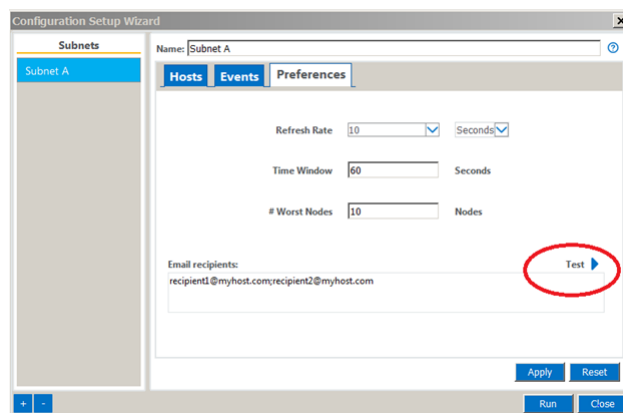 Configuration Setup Wizard
Subnets
Subnet A
Name: Subnet A
Hosts Events Preferences
Refresh Rate 10 Seconds
Time Window 60 Seconds
# Worst Nodes 10 Nodes
Email recipients: Test
recipient1@myhost.com;recipient2@myhost.com
Apply Reset
+ - Run Close